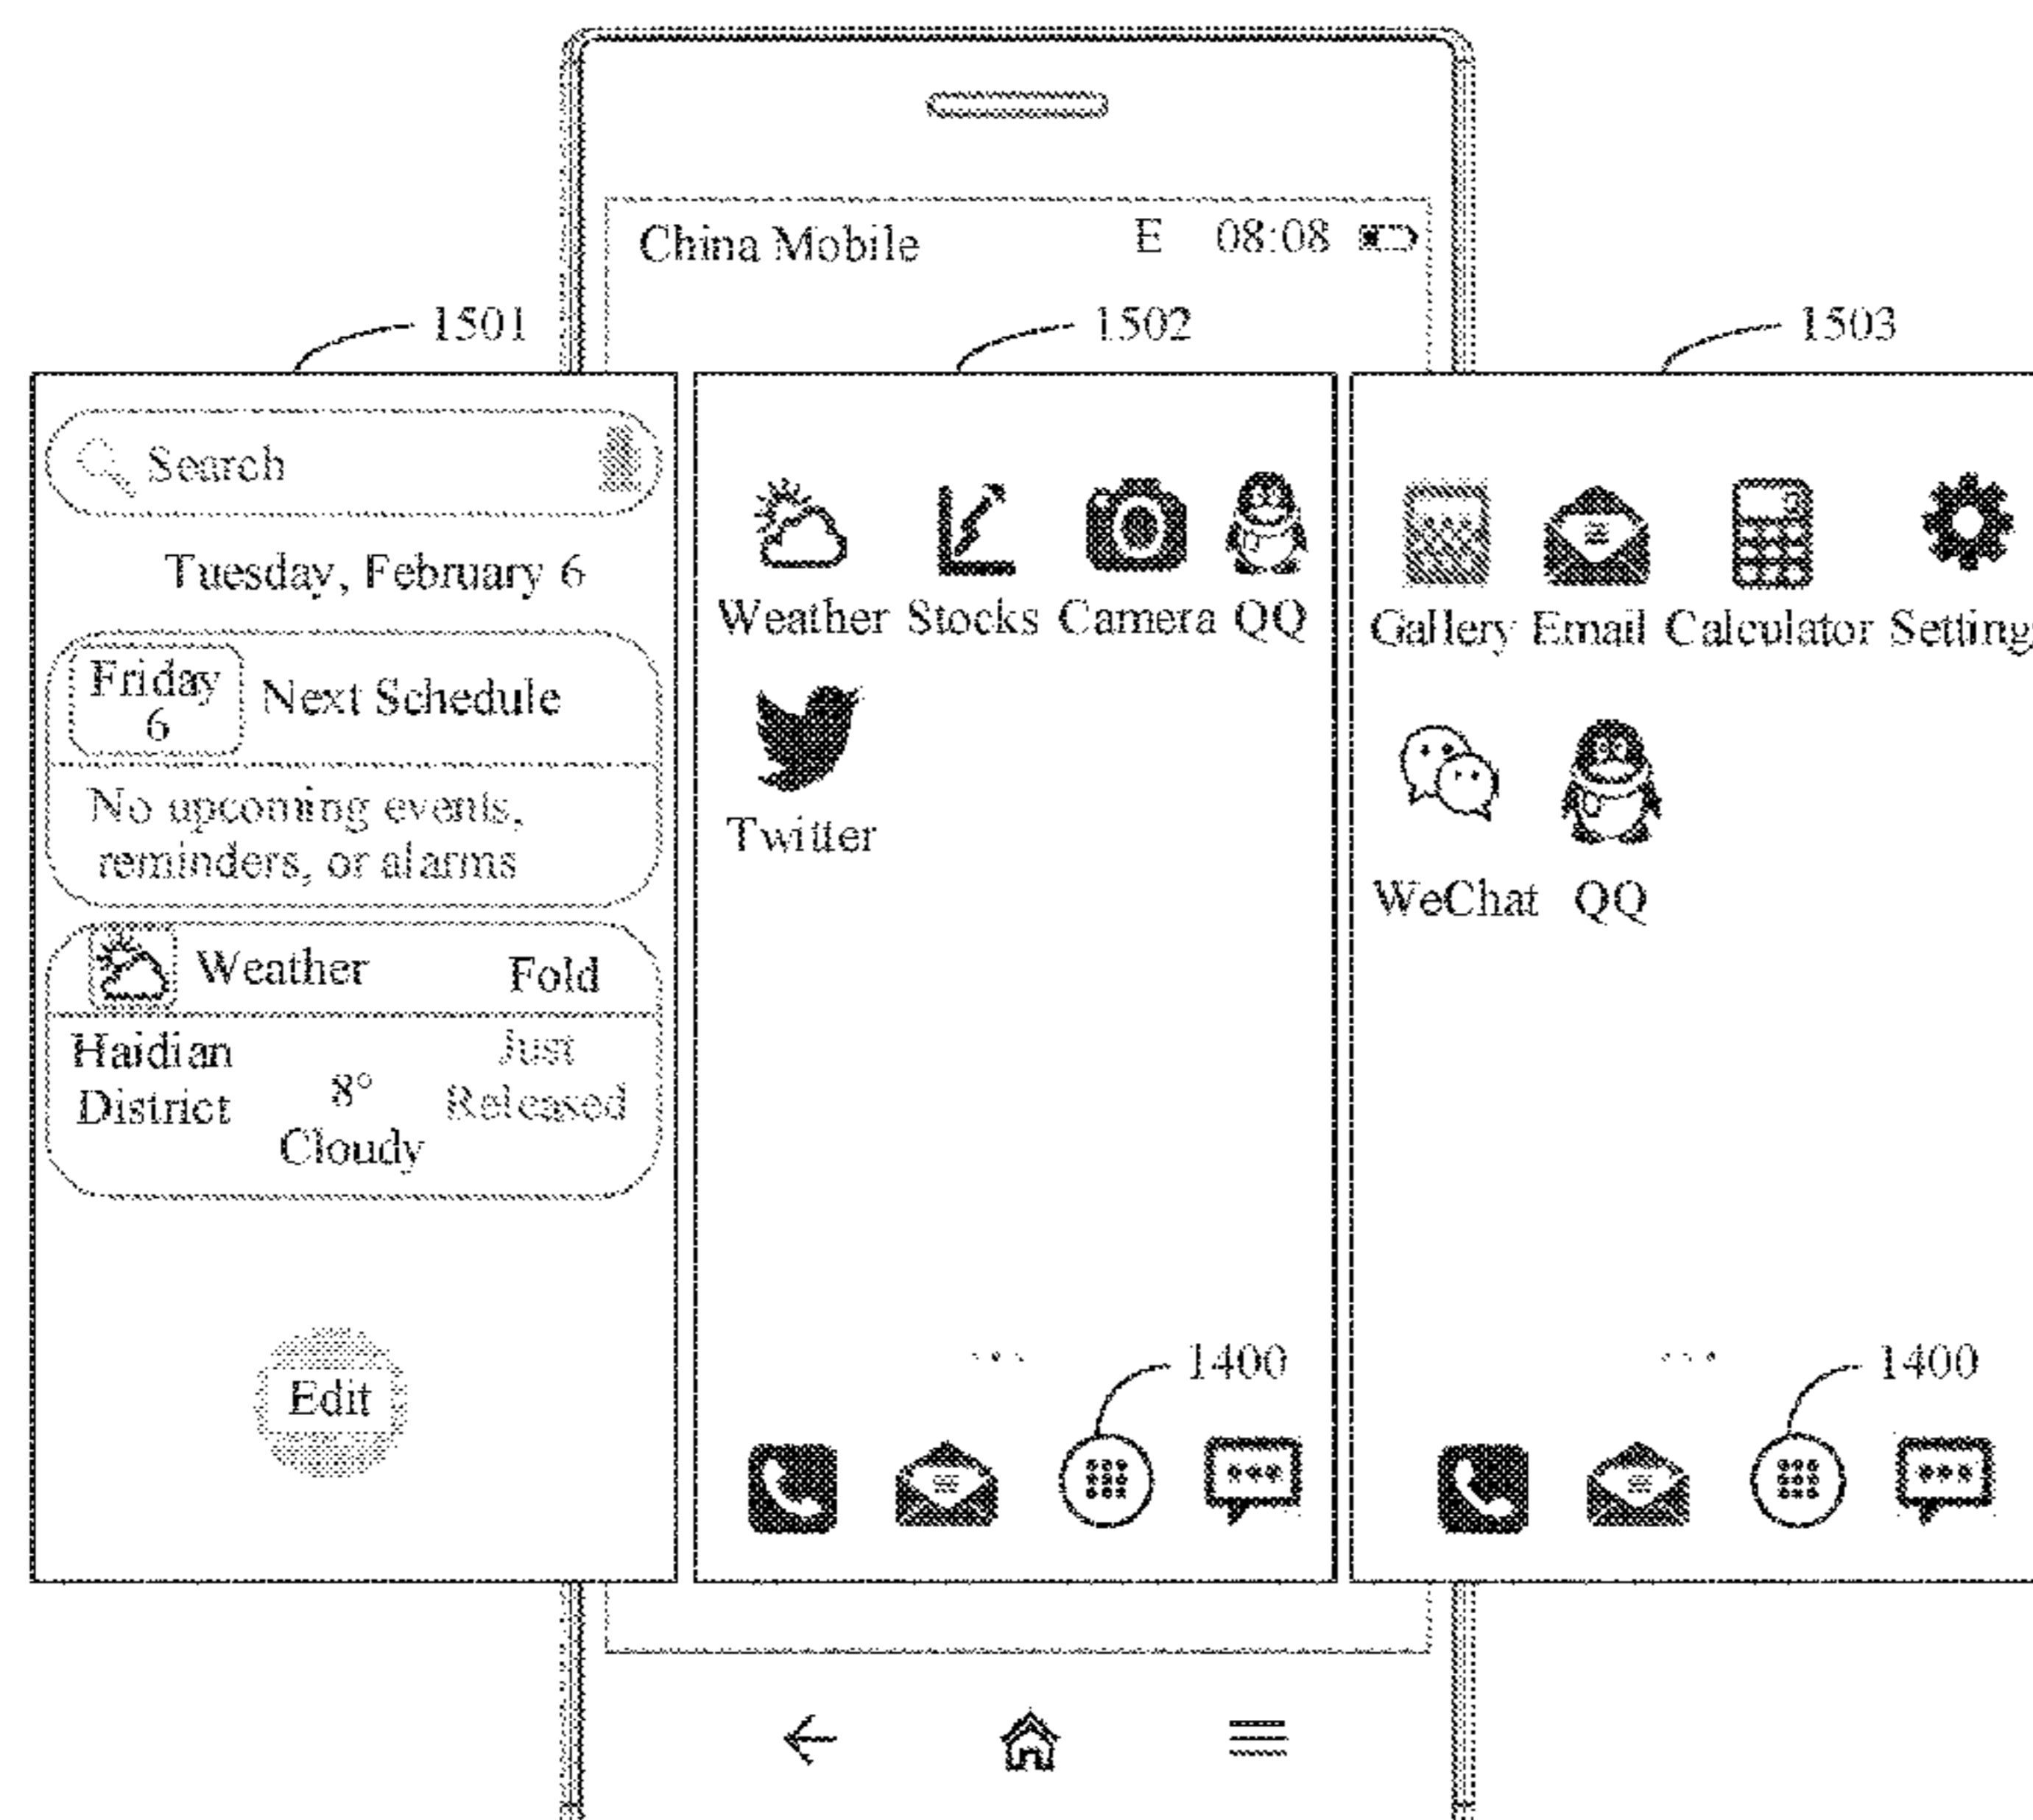 China Mobile E 08:08
1501
1502
1503
Search
Tuesday, February 6
Friday
6
Next Schedule
No upcoming events,
reminders, or alarms
Weather Fold
Haidian
District
8°
Cloudy
Just
Released
Edit
Weather Stocks Camera QQ
Twitter
1400
Gallery Email Calculator Setting
WeChat QQ
1400